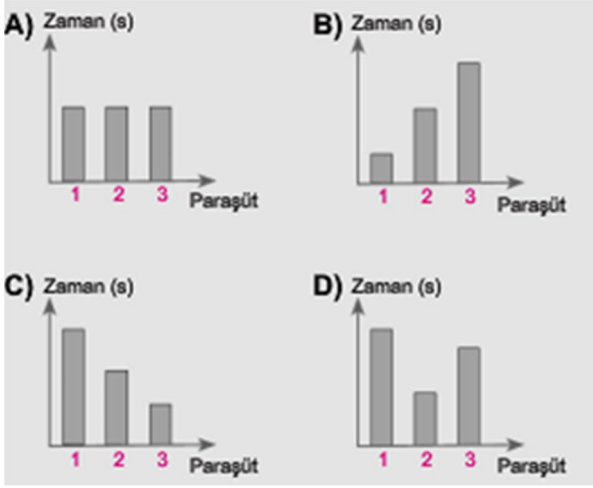 A) Zaman (s)
1 2 3 Paraşüt
B) Zaman (s)
1 2 3 Paraşüt
C) Zaman (s)
1 2 3 Paraşüt
D) Zaman (s)
1 2 3 Paraşüt